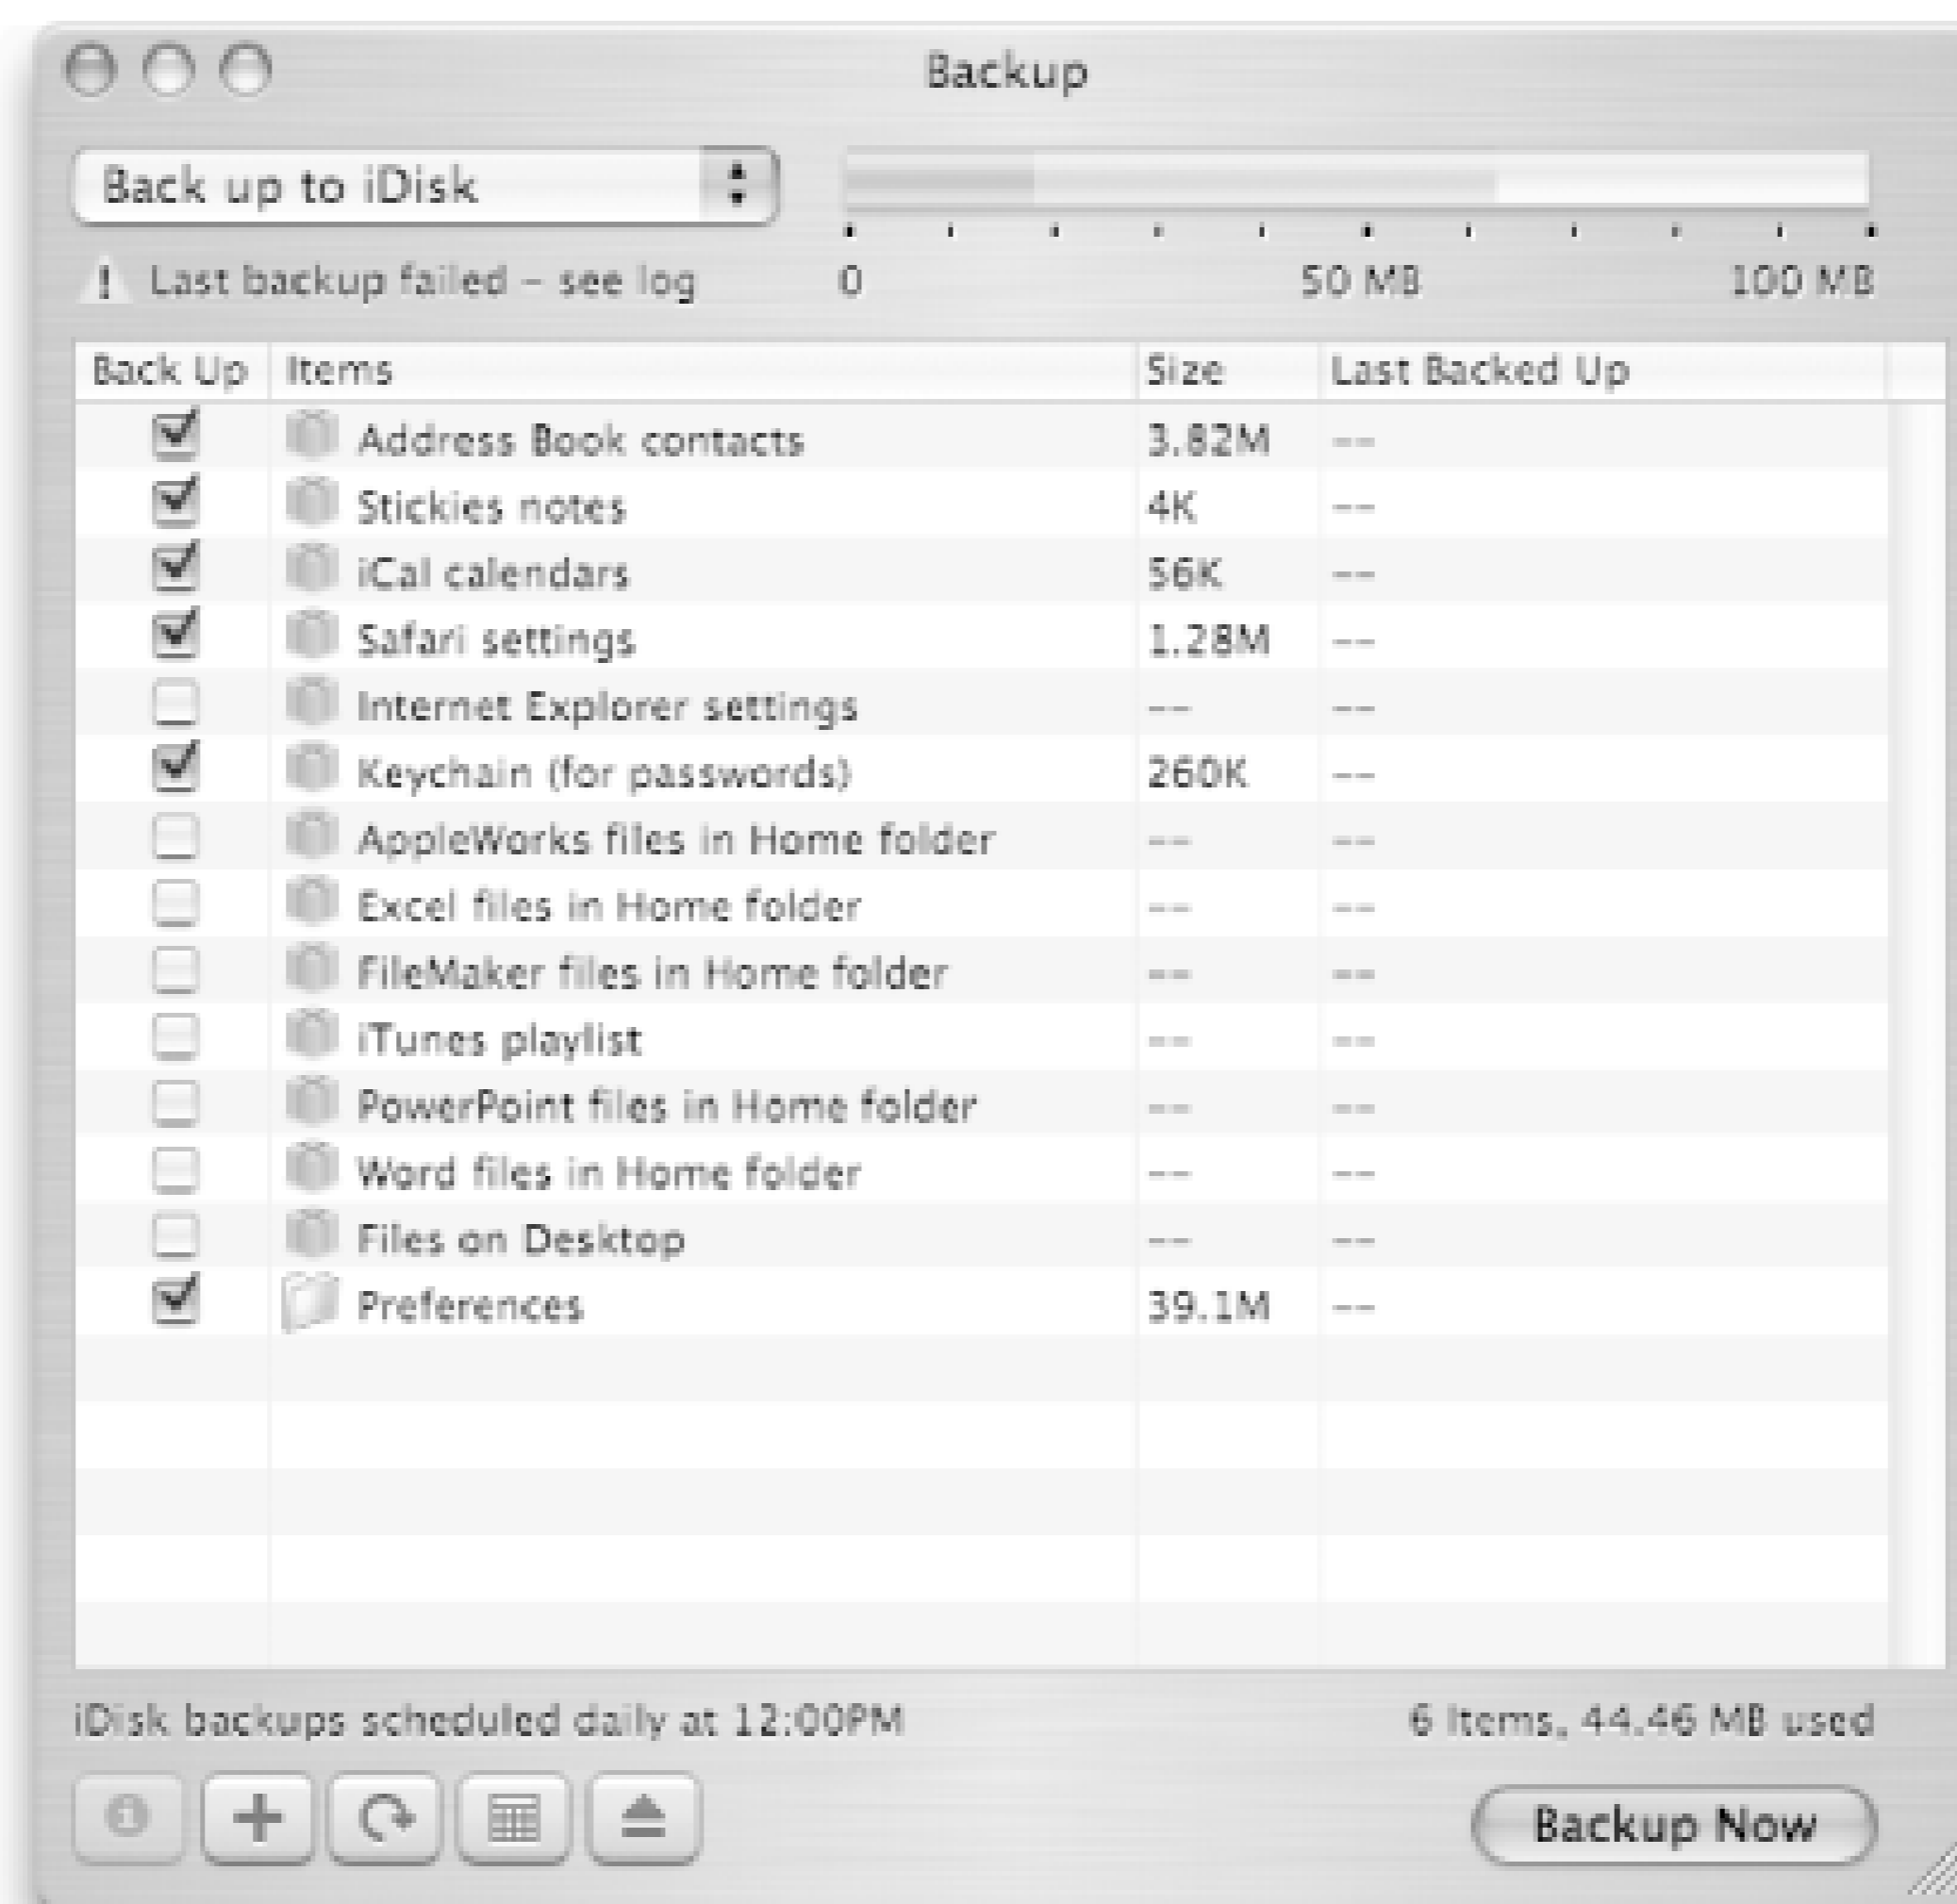 Backup
Back up to iDisk
! Last backup failed – see log
0 50 MB 100 MB
Back Up Items Size Last Backed Up
Address Book contacts 3.82M --
Stickies notes 4K --
iCal calendars 56K --
Safari settings 1.28M --
Internet Explorer settings -- --
Keychain (for passwords) 260K --
AppleWorks files in Home folder -- --
Excel files in Home folder -- --
FileMaker files in Home folder -- --
iTunes playlist -- --
PowerPoint files in Home folder -- --
Word files in Home folder -- --
Files on Desktop -- --
Preferences 39.1M --
iDisk backups scheduled daily at 12:00PM 6 Items, 44.46 MB used
Backup Now